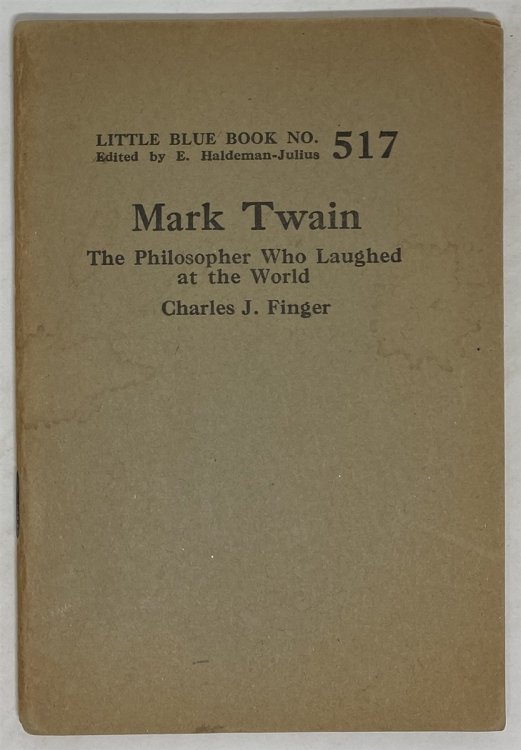 LITTLE BLUE BOOK NO. 517
Edited by E. Haldeman-Julius
Mark Twain
The Philosopher Who Laughed
at the World
Charles J. Finger